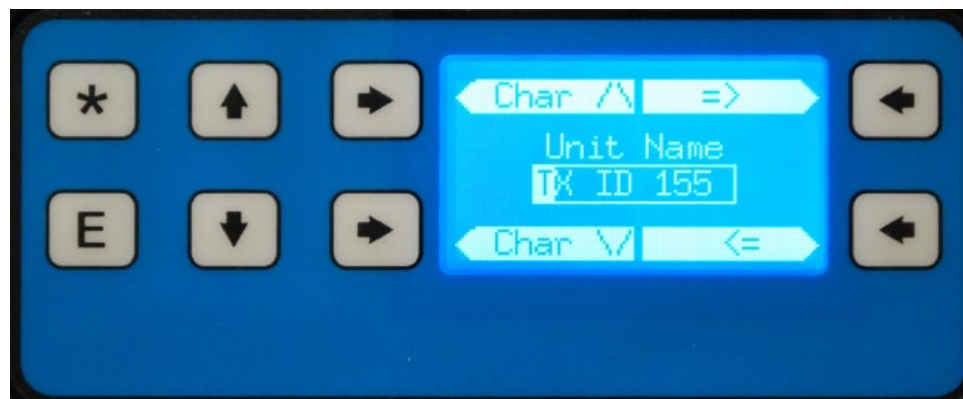 *
Char /\ =>
Unit Name
TX ID 155
E
Char \/ <=